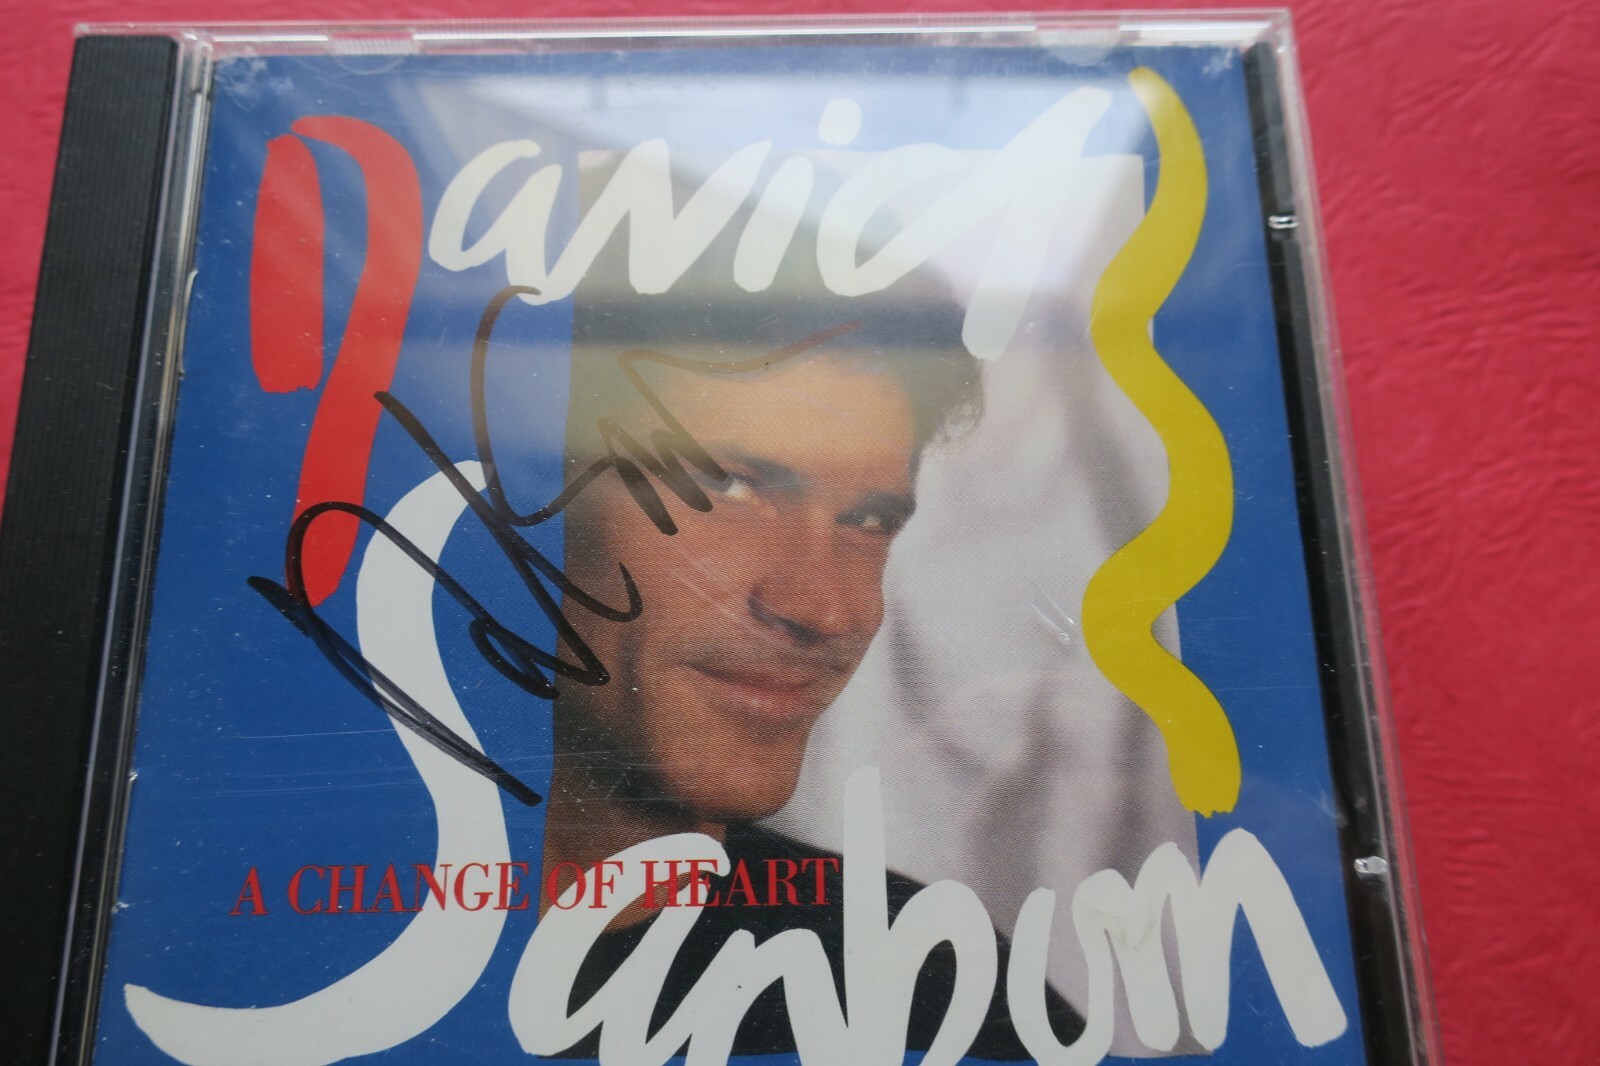 David
A CHANGE OF HEART
Sanborn